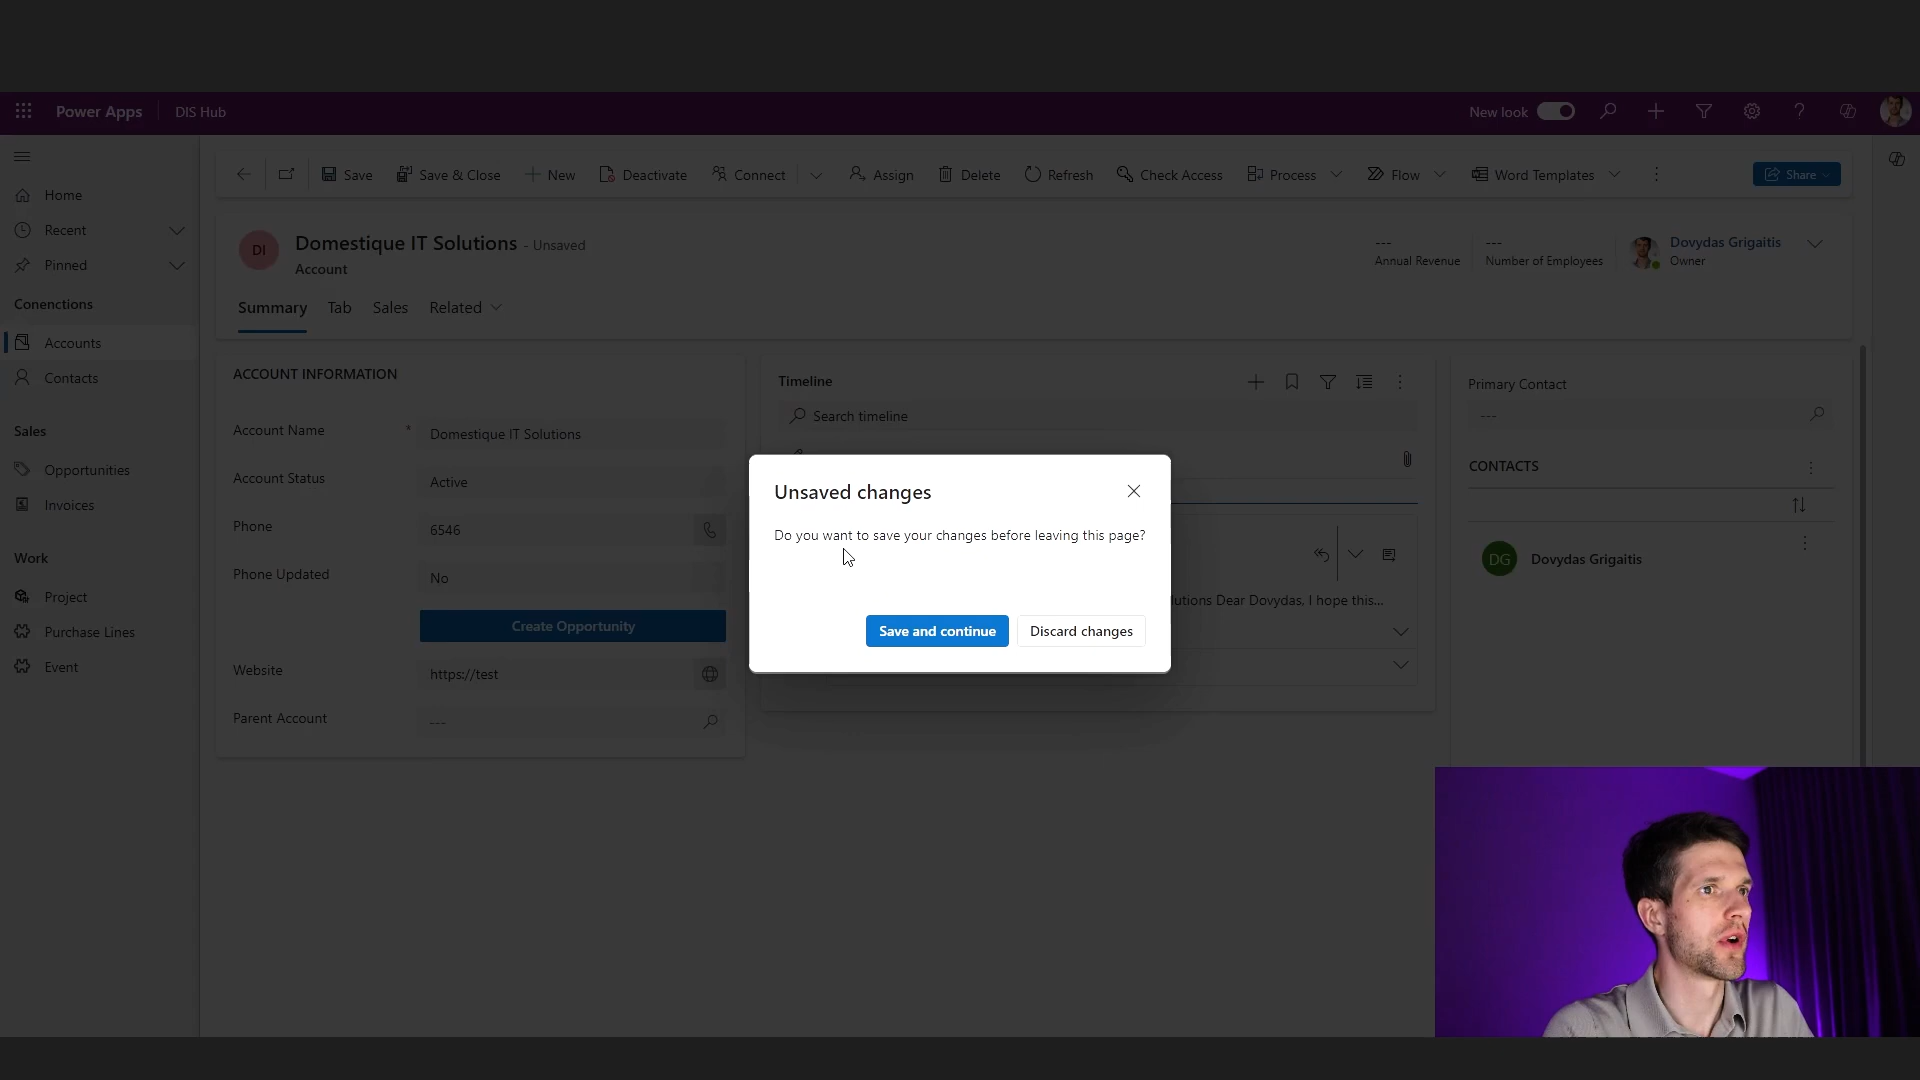 Power Apps
DIS Hub
New look
Save
Save & Close
New
Deactivate
Connect
Assign
Delete
Refresh
Check Access
Process
Flow
Word Templates
Share
Home
Recent
Pinned
Conenctions
Accounts
Contacts
Sales
Opportunities
Invoices
Work
Project
Purchase Lines
Event
DI
Domestique IT Solutions - Unsaved
Account
---
Annual Revenue
---
Number of Employees
Dovydas Grigaitis
Owner
Summary
Tab
Sales
Related
ACCOUNT INFORMATION
Account Name
*
Domestique IT Solutions
Account Status
Active
Phone
6546
Phone Updated
No
Create Opportunity
Website
https://test
Parent Account
---
Timeline
Search timeline
lutions Dear Dovydas, I hope this...
Unsaved changes
Do you want to save your changes before leaving this page?
Save and continue
Discard changes
Primary Contact
---
CONTACTS
DG
Dovydas Grigaitis